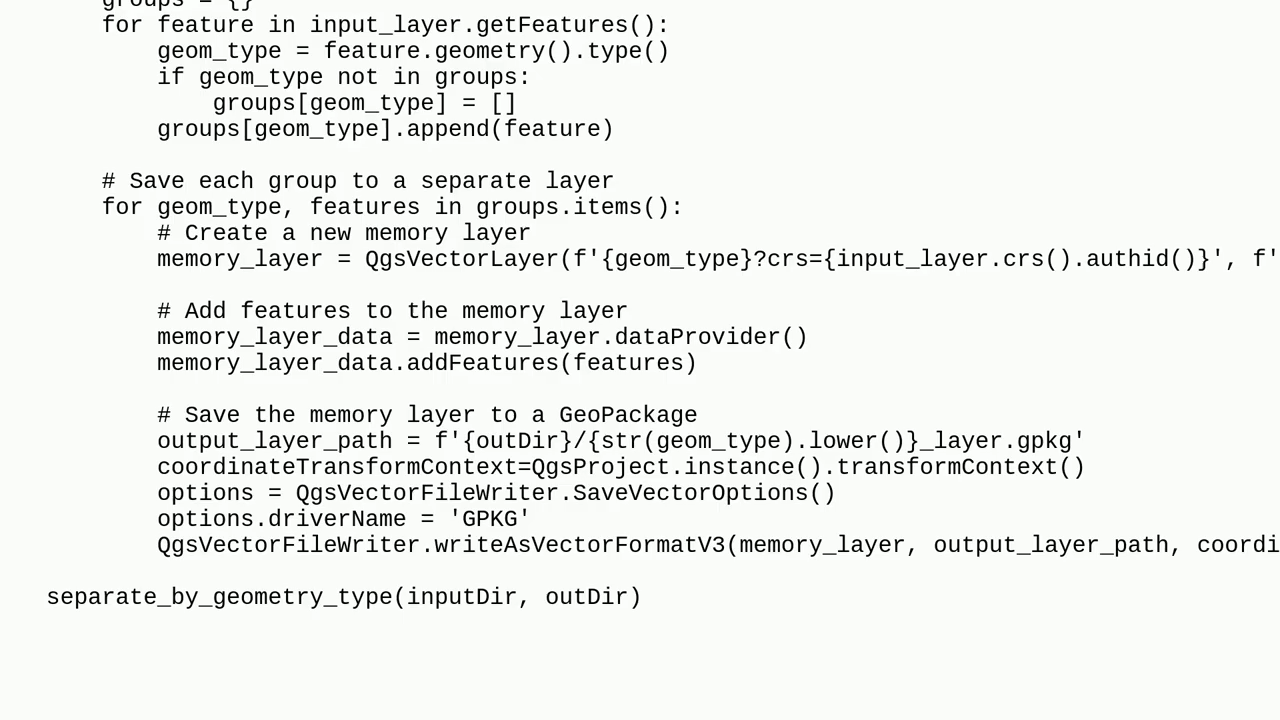 groups = {}
for feature in input_layer.getFeatures():
geom_type = feature.geometry().type()
if geom_type not in groups:
groups[geom_type] = []
groups[geom_type].append(feature)
# Save each group to a separate layer
for geom_type, features in groups.items():
# Create a new memory layer
memory_layer = QgsVectorLayer(f'{geom_type}?crs={input_layer.crs().authid()}', f'
# Add features to the memory layer
memory_layer_data = memory_layer.dataProvider()
memory_layer_data.addFeatures(features)
# Save the memory layer to a GeoPackage
output_layer_path = f'{outDir}/{str(geom_type).lower()}_layer.gpkg'
coordinateTransformContext=QgsProject.instance().transformContext()
options = QgsVectorFileWriter.SaveVectorOptions()
options.driverName = 'GPKG'
QgsVectorFileWriter.writeAsVectorFormatV3(memory_layer, output_layer_path, coordi
separate_by_geometry_type(inputDir, outDir)